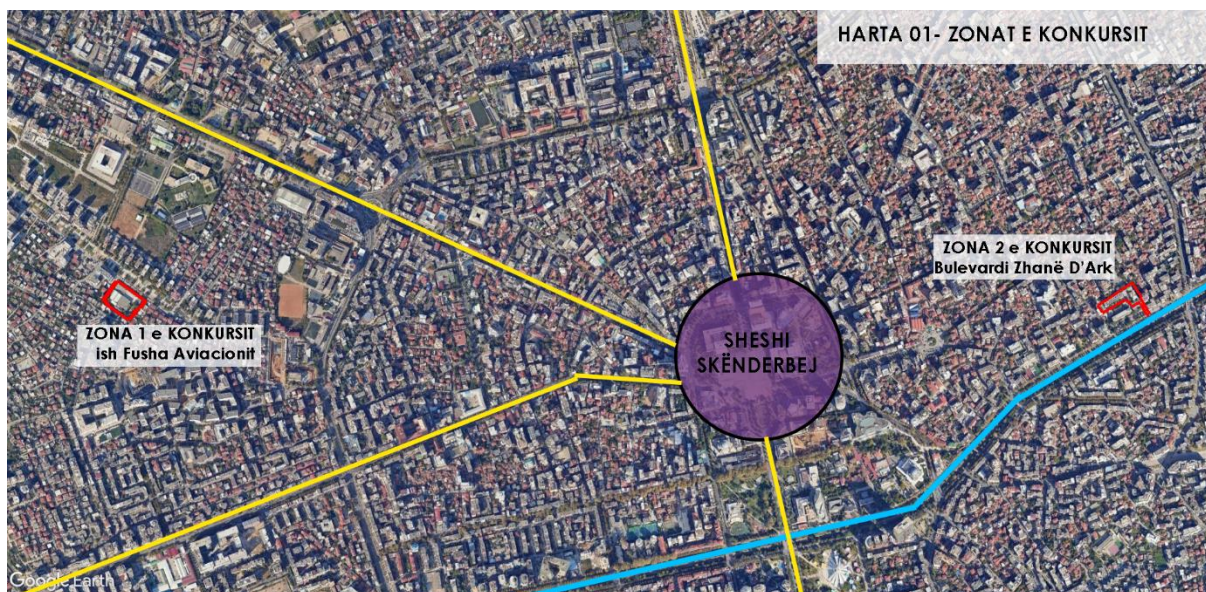 HARTA 01- ZONAT E KONKURSIT
ZONA 2 e KONKURSIT
Bulevardi Zhanë D'Ark
ZONA 1 e KONKURSIT
ish Fusha Aviacionit
SHESHI
SKËNDERBEJ
Google Earth